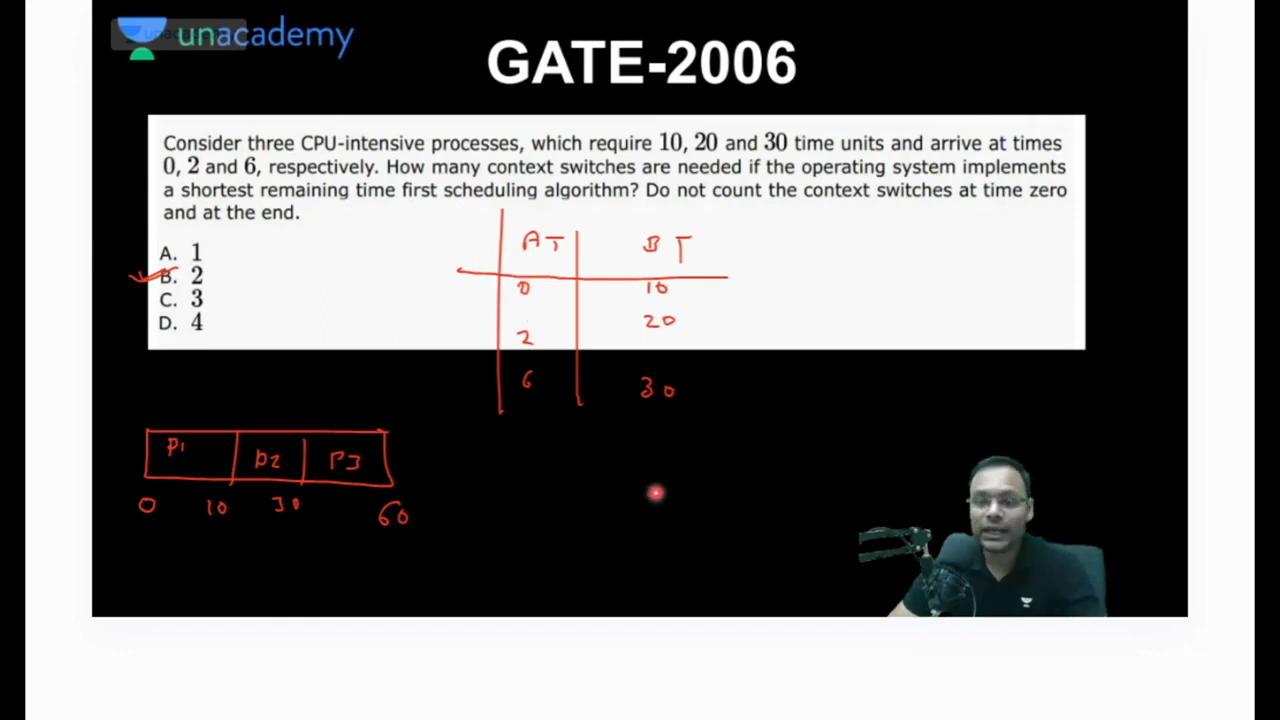 unacademy
GATE-2006
Consider three CPU-intensive processes, which require 10, 20 and 30 time units and arrive at times
0, 2 and 6, respectively. How many context switches are needed if the operating system implements
a shortest remaining time first scheduling algorithm? Do not count the context switches at time zero
and at the end.
A. 1
B. 2
C. 3
D. 4
AT BT
0 10
20
2
6 30
P1 P2 P3
0 10 30 60